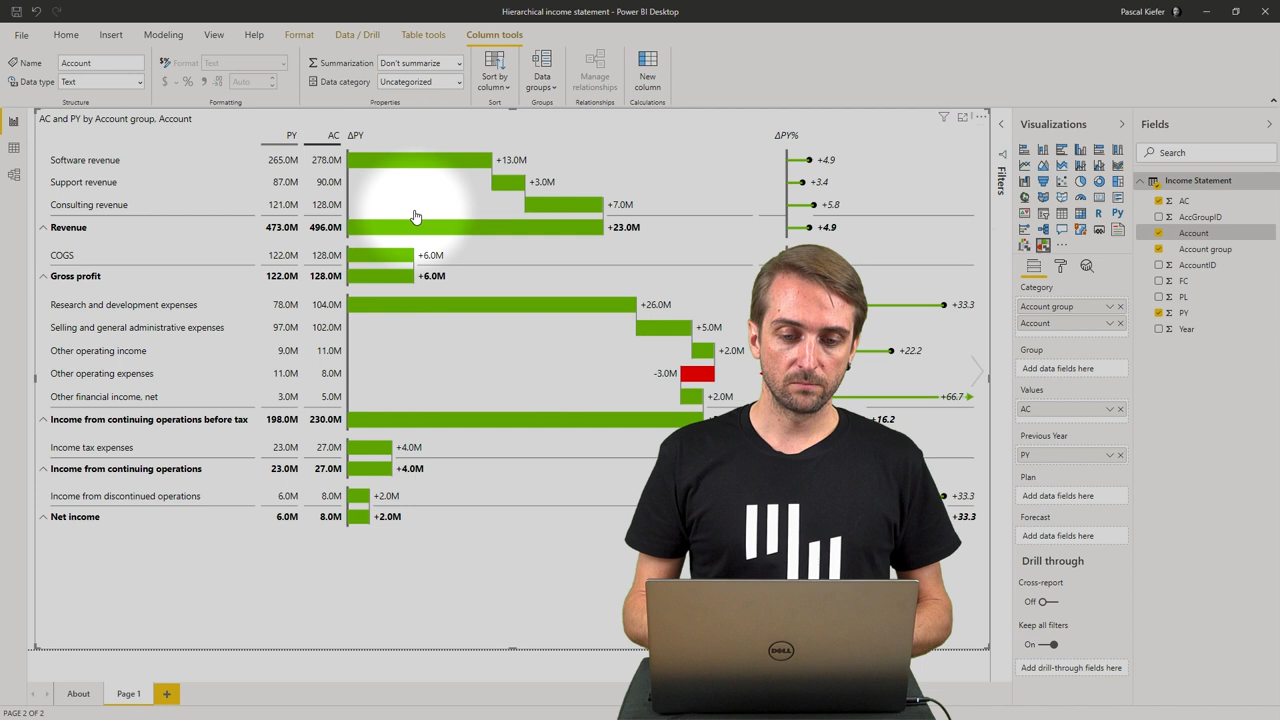 Hierarchical income statement - Power BI Desktop
Pascal Kiefer
File Home Insert Modeling View Help Format Data / Drill Table tools Column tools
Name Account
Format Text
Σ Summarization Don't summarize
Data type Text
$ % Auto
Data category Uncategorized
Sort by column
Data groups
Manage relationships
New column
Structure Formatting Properties Sort Groups Relationships Calculations
AC and PY by Account group, Account
PY AC ΔPY ΔPY%
Software revenue 265.0M 278.0M +13.0M +4.9
Support revenue 87.0M 90.0M +3.0M +3.4
Consulting revenue 121.0M 128.0M +7.0M +5.8
Revenue 473.0M 496.0M +23.0M +4.9
COGS 122.0M 128.0M +6.0M
Gross profit 122.0M 128.0M +6.0M
Research and development expenses 78.0M 104.0M +26.0M +33.3
Selling and general administrative expenses 97.0M 102.0M +5.0M
Other operating income 9.0M 11.0M +2.0M +22.2
Other operating expenses 11.0M 8.0M -3.0M
Other financial income, net 3.0M 5.0M +2.0M +66.7
Income from continuing operations before tax 198.0M 230.0M +16.2
Income tax expenses 23.0M 27.0M +4.0M
Income from continuing operations 23.0M 27.0M +4.0M
Income from discontinued operations 6.0M 8.0M +2.0M +33.3
Net income 6.0M 8.0M +2.0M +33.3
Filters
Visualizations
R Py
Category
Account group
Account
Group
Add data fields here
Values
AC
Previous Year
PY
Plan
Add data fields here
Forecast
Add data fields here
Drill through
Cross-report
Off
Keep all filters
On
Add drill-through fields here
Fields
Search
Income Statement
Σ AC
Σ AccGroupID
Account
Account group
Σ AccountID
Σ FC
Σ PL
Σ PY
Σ Year
DELL
About Page 1 +
PAGE 2 OF 2